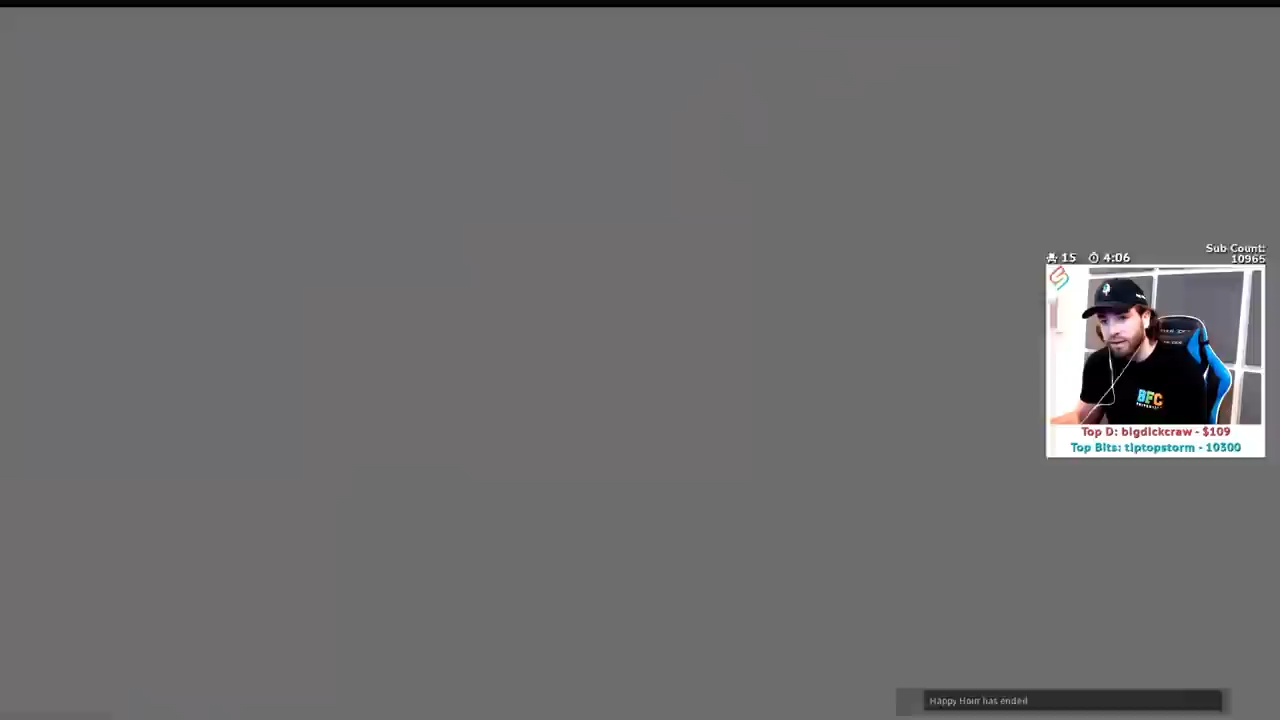 Sub Count:
15 4:06 10965
BFC
Top D: bigdickcraw - $109
Top Bits: tiptopstorm - 10300
Happy Hour has ended